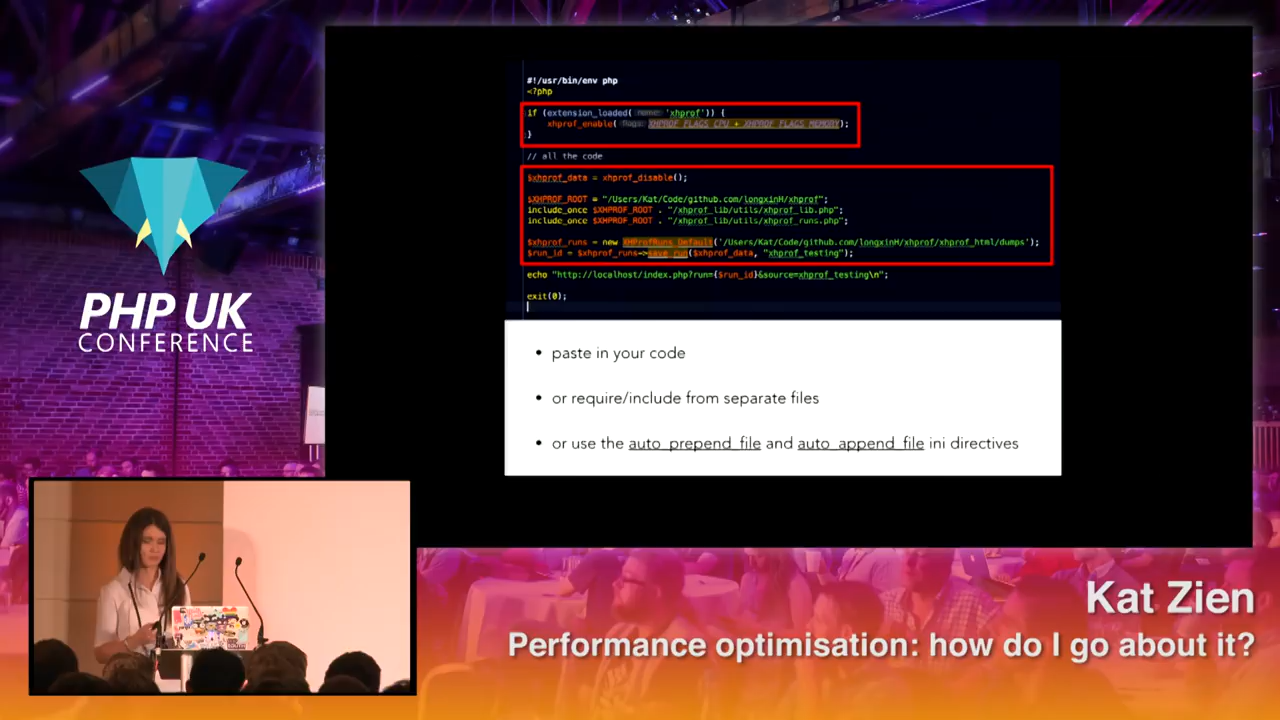 #!/usr/bin/env php
<?php
if (extension_loaded( name: 'xhprof')) {
xhprof_enable( flags: XHPROF_FLAGS_CPU + XHPROF_FLAGS_MEMORY);
}
// all the code
$xhprof_data = xhprof_disable();
$XHPROF_ROOT = "/Users/Kat/Code/github.com/longxinH/xhprof";
include_once $XHPROF_ROOT . "/xhprof_lib/utils/xhprof_lib.php";
include_once $XHPROF_ROOT . "/xhprof_lib/utils/xhprof_runs.php";
$xhprof_runs = new XHProfRuns_Default('/Users/Kat/Code/github.com/longxinH/xhprof/xhprof_html/dumps');
$run_id = $xhprof_runs->save_run($xhprof_data, "xhprof_testing");
echo "http://localhost/index.php?run={$run_id}&source=xhprof_testing\n";
exit(0);
• paste in your code
• or require/include from separate files
• or use the auto_prepend_file and auto_append_file ini directives
PHP UK
CONFERENCE
Kat Zien
Performance optimisation: how do I go about it?